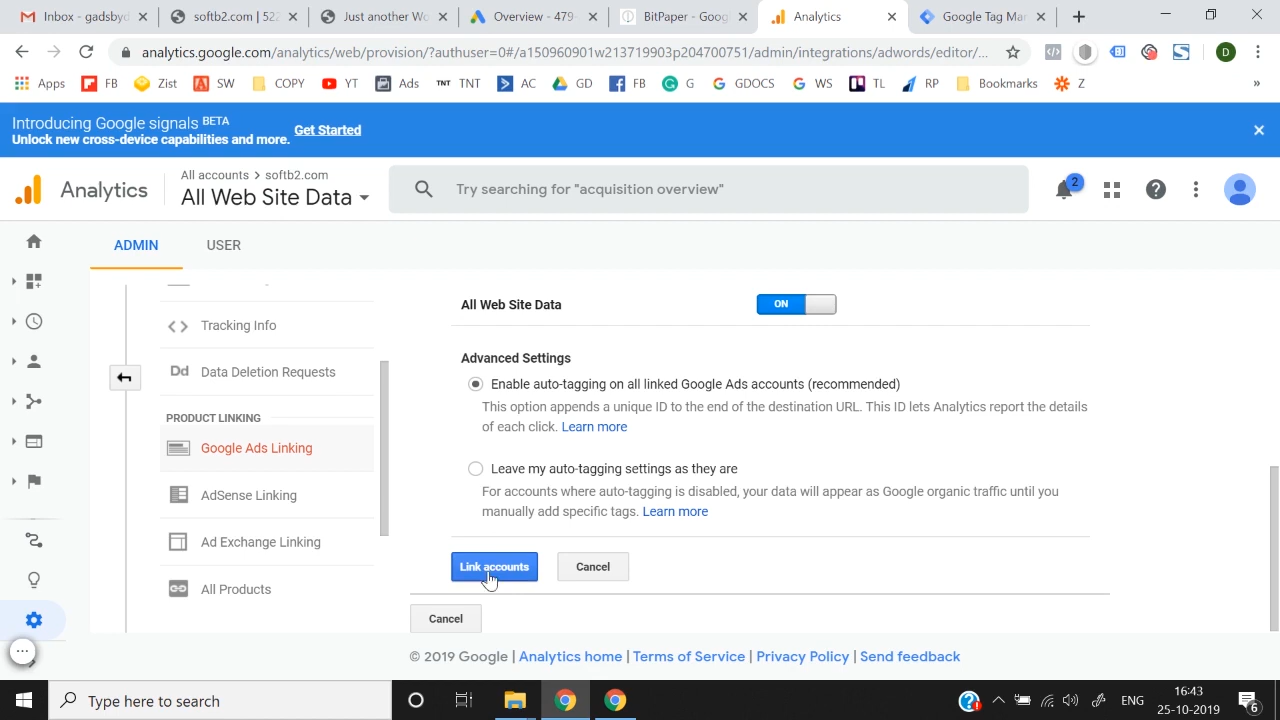 Inbox - gadsbyd
softb2.com | 522
Just another Wo
Overview - 479-
BitPaper - Googl
Analytics
Google Tag Mar
analytics.google.com/analytics/web/provision/?authuser=0#/a150960901w213719903p204700751/admin/integrations/adwords/editor/...
D
Apps FB Zist SW COPY YT Ads TNT TNT AC GD FB G GDOCS WS TL RP Bookmarks Z »
Introducing Google signals BETA
Unlock new cross-device capabilities and more. Get Started
Analytics
All accounts > softb2.com
All Web Site Data
Try searching for "acquisition overview"
2
ADMIN USER
Tracking Info
Dd Data Deletion Requests
PRODUCT LINKING
Google Ads Linking
AdSense Linking
Ad Exchange Linking
All Products
All Web Site Data ON
Advanced Settings
Enable auto-tagging on all linked Google Ads accounts (recommended)
This option appends a unique ID to the end of the destination URL. This ID lets Analytics report the details
of each click. Learn more
Leave my auto-tagging settings as they are
For accounts where auto-tagging is disabled, your data will appear as Google organic traffic until you
manually add specific tags. Learn more
Link accounts Cancel
Cancel
© 2019 Google | Analytics home | Terms of Service | Privacy Policy | Send feedback
Type here to search
ENG
16:43
25-10-2019
6